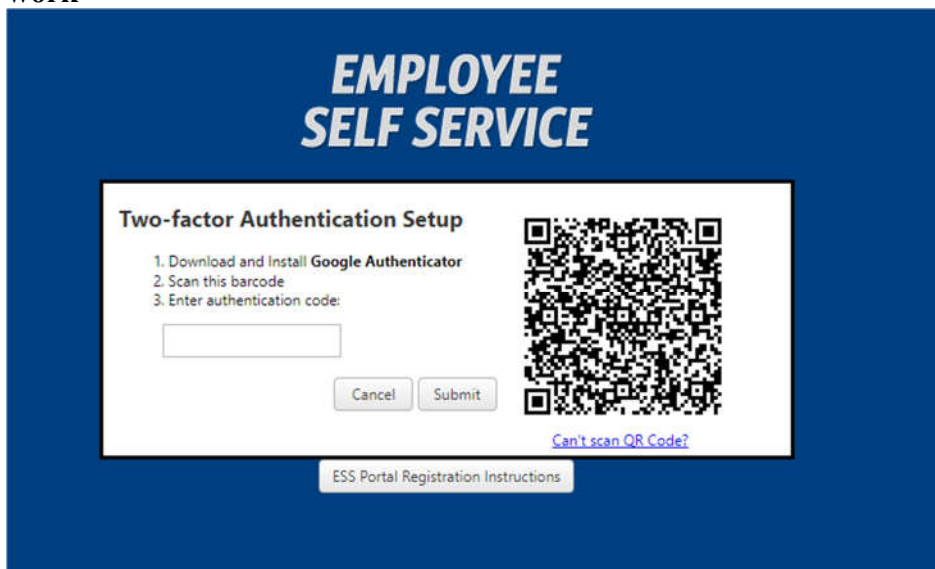 EMPLOYEE
SELF SERVICE
Two-factor Authentication Setup
1. Download and Install Google Authenticator
2. Scan this barcode
3. Enter authentication code:
Cancel
Submit
Can't scan QR Code?
ESS Portal Registration Instructions